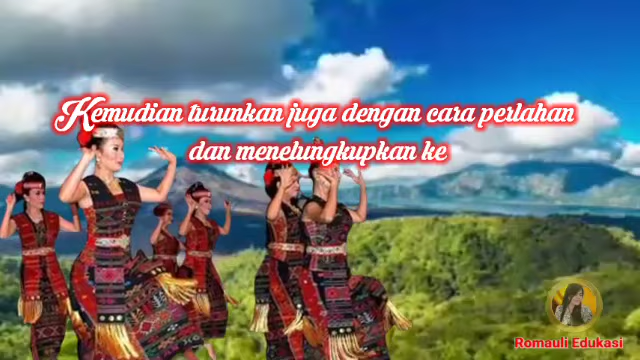 Kemudian turunkan juga dengan cara perlahan
dan menelungkupkan ke
Romauli Edukasi